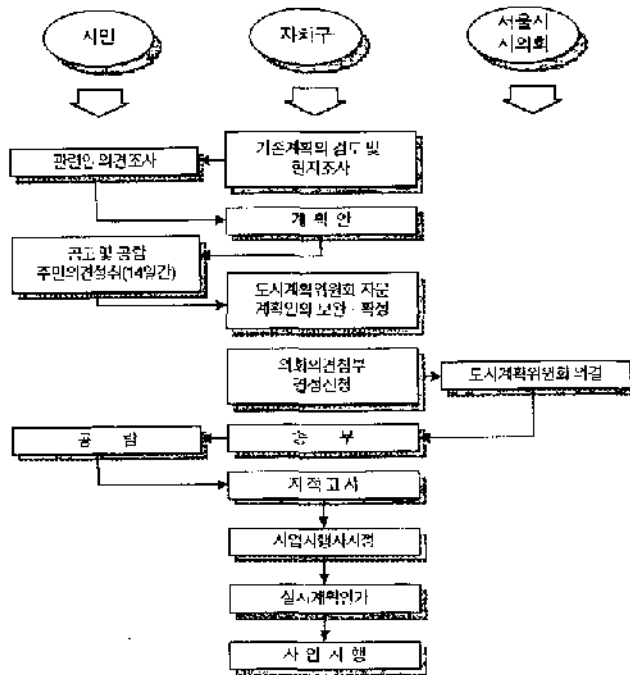 시민
자치구
서울시
시의회
기존계획의 검토 및
현지조사
관련인 의견조사
계 획 안
공고 및 공람
주민의견청취(14일간)
도시계획위원회 자문
계획안의 보완·확정
의회의견첨부
결정신청
도시계획위원회 의결
공 람
송 부
지 적 고 시
사업시행자지정
실시계획인가
사 업 시 행